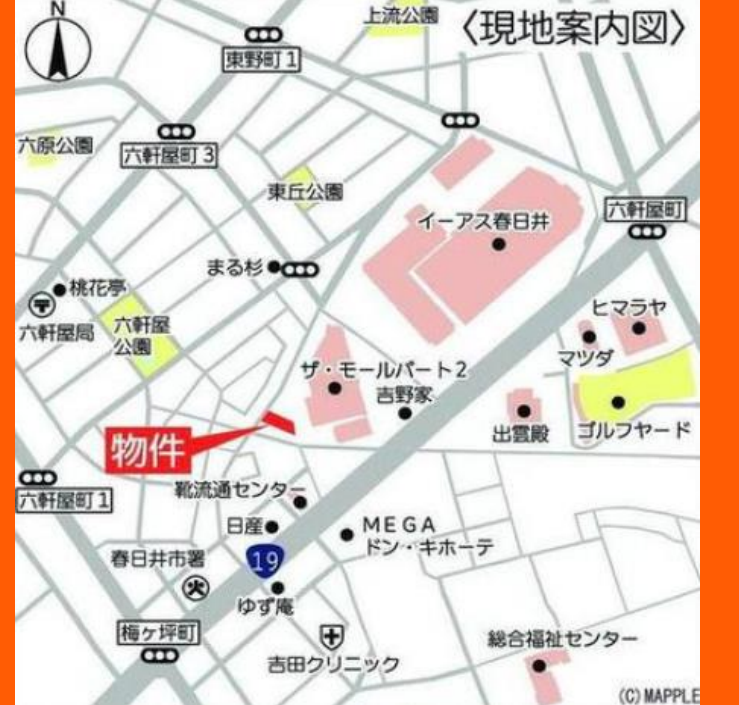 N
上流公園
〈現地案内図〉
東野町1
六原公園
六軒屋町3
東丘公園
イーアス春日井
六軒屋町
まる杉
桃花亭
〒
六軒屋局
六軒屋
公園
ヒマラヤ
マツダ
ザ・モールパート2
吉野家
出雲殿
ゴルフヤード
物件
六軒屋町1
靴流通センター
日産
MEGA
ドン・キホーテ
19
春日井市署
火
ゆず庵
梅ヶ坪町
吉田クリニック
総合福祉センター
(C)MAPPLE